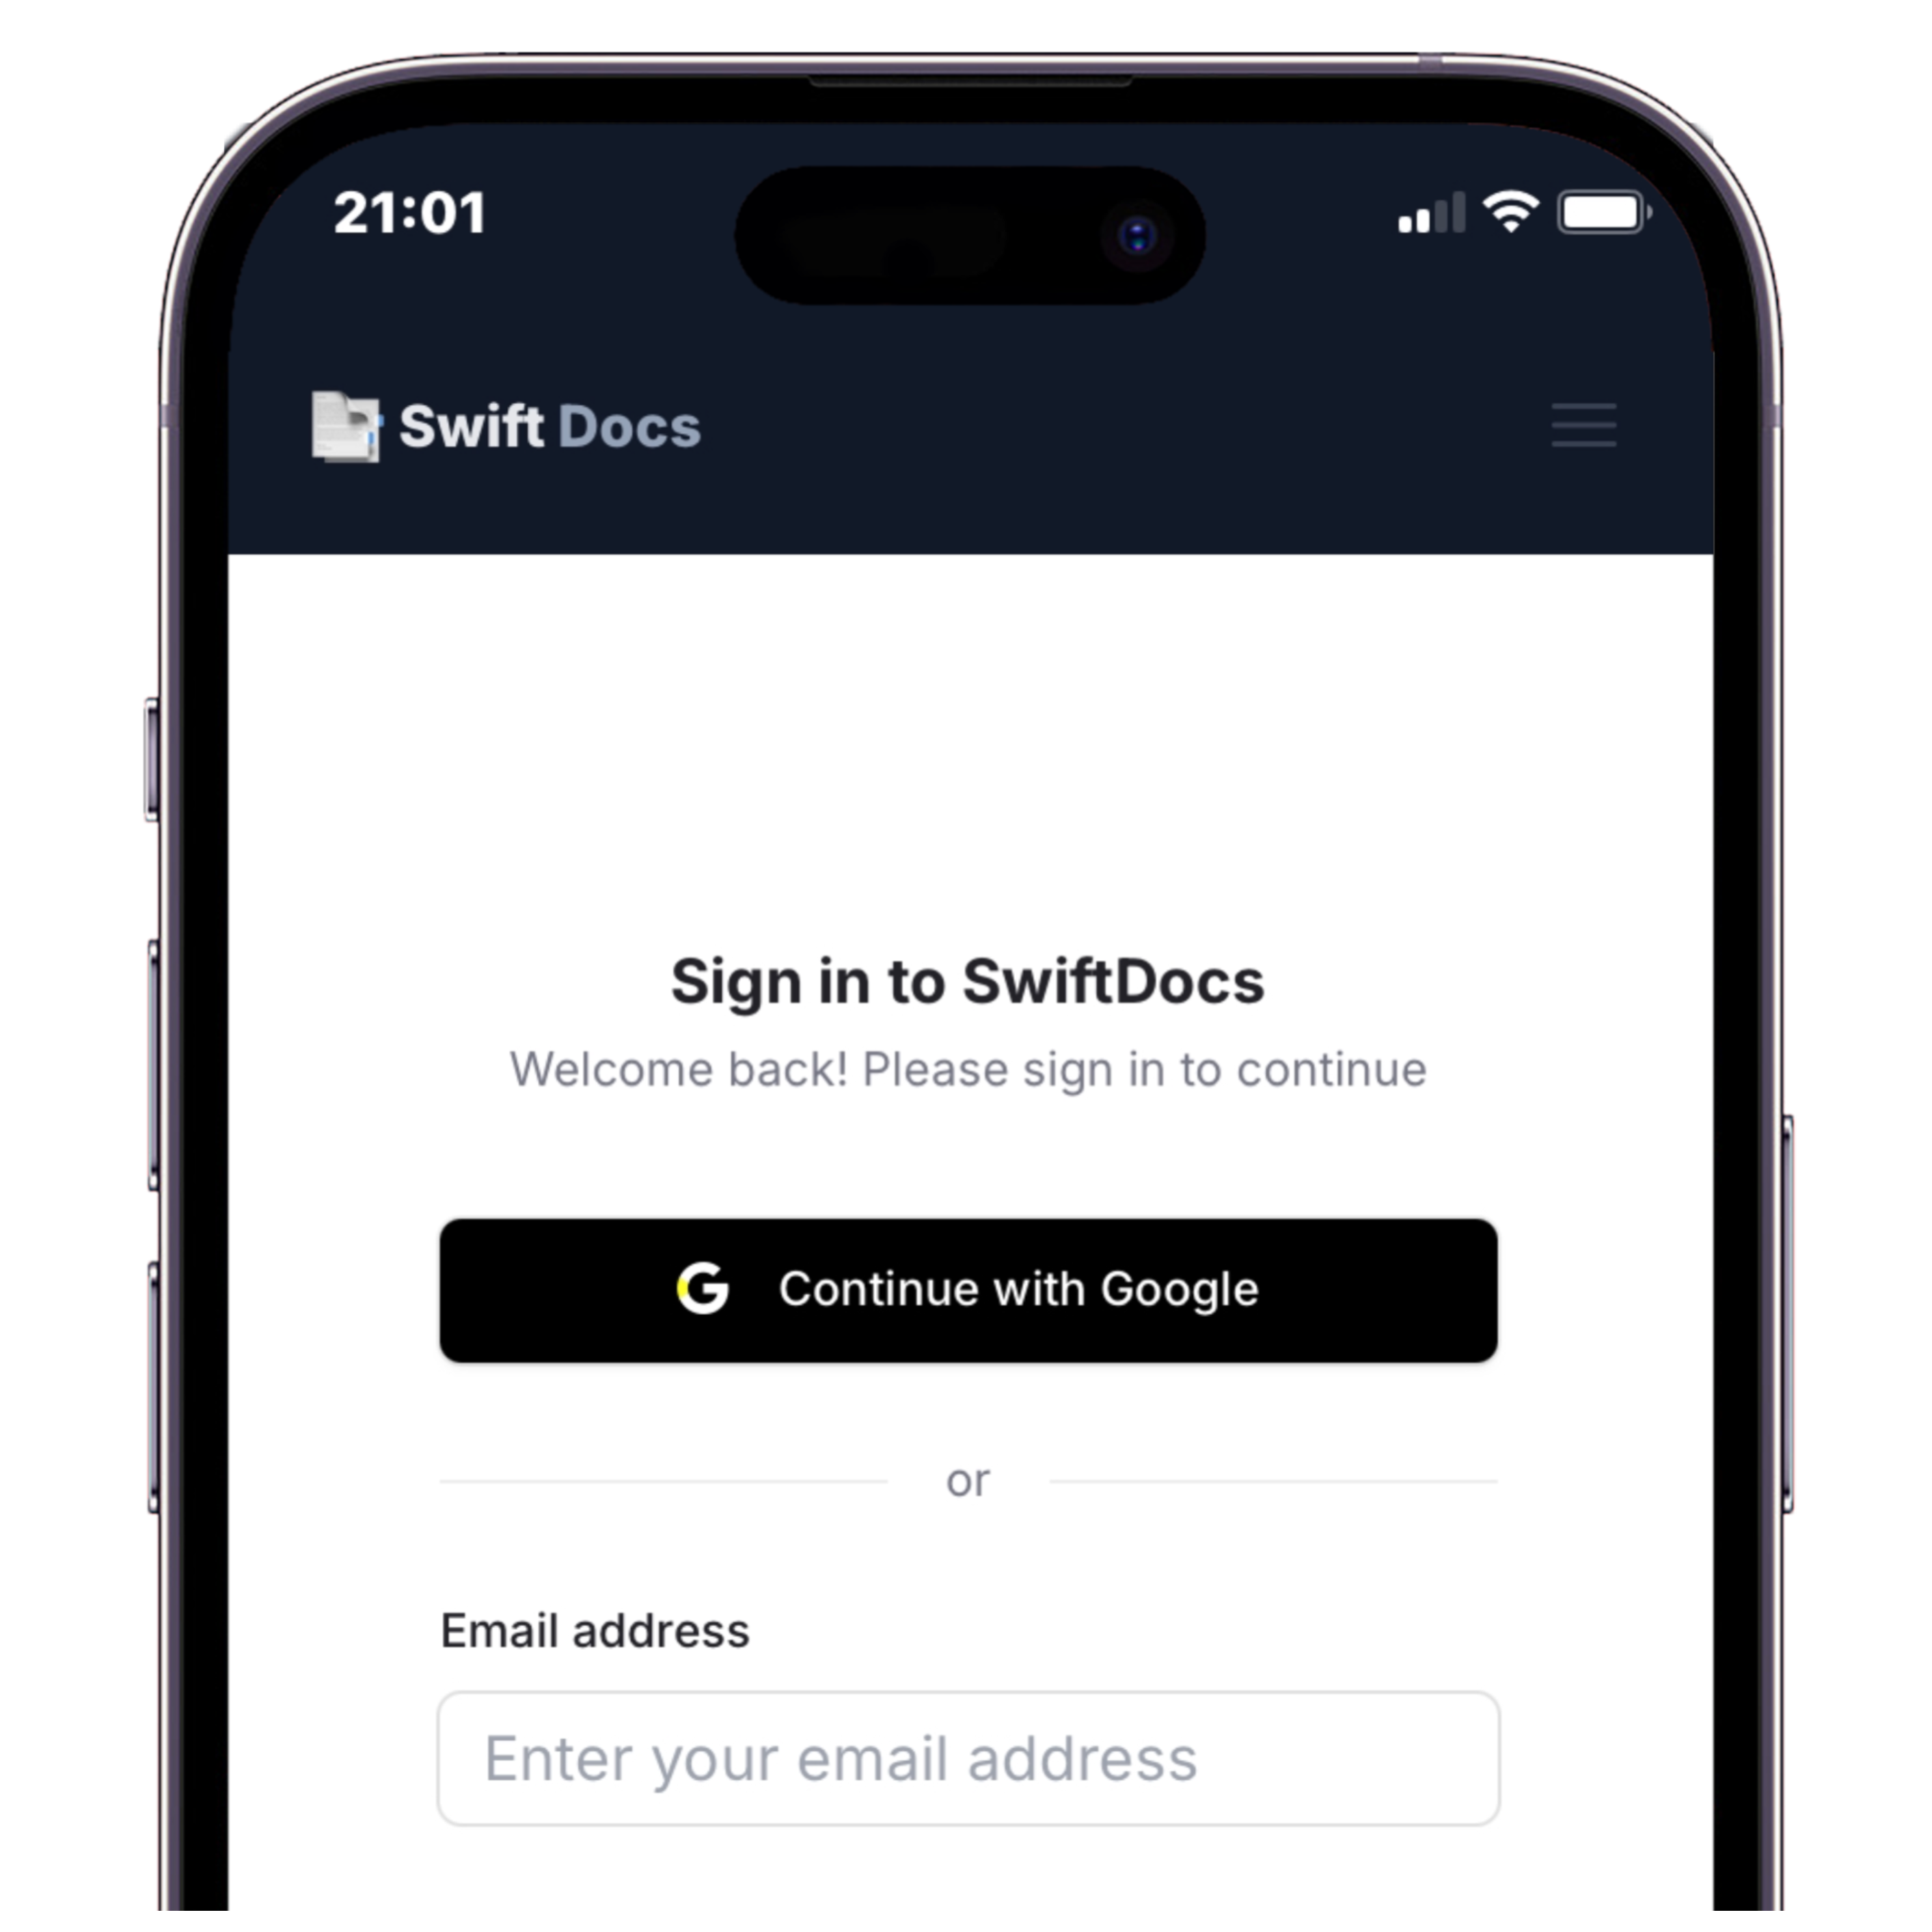 21:01
Swift Docs
Sign in to SwiftDocs
Welcome back! Please sign in to continue
G Continue with Google
or
Email address
Enter your email address